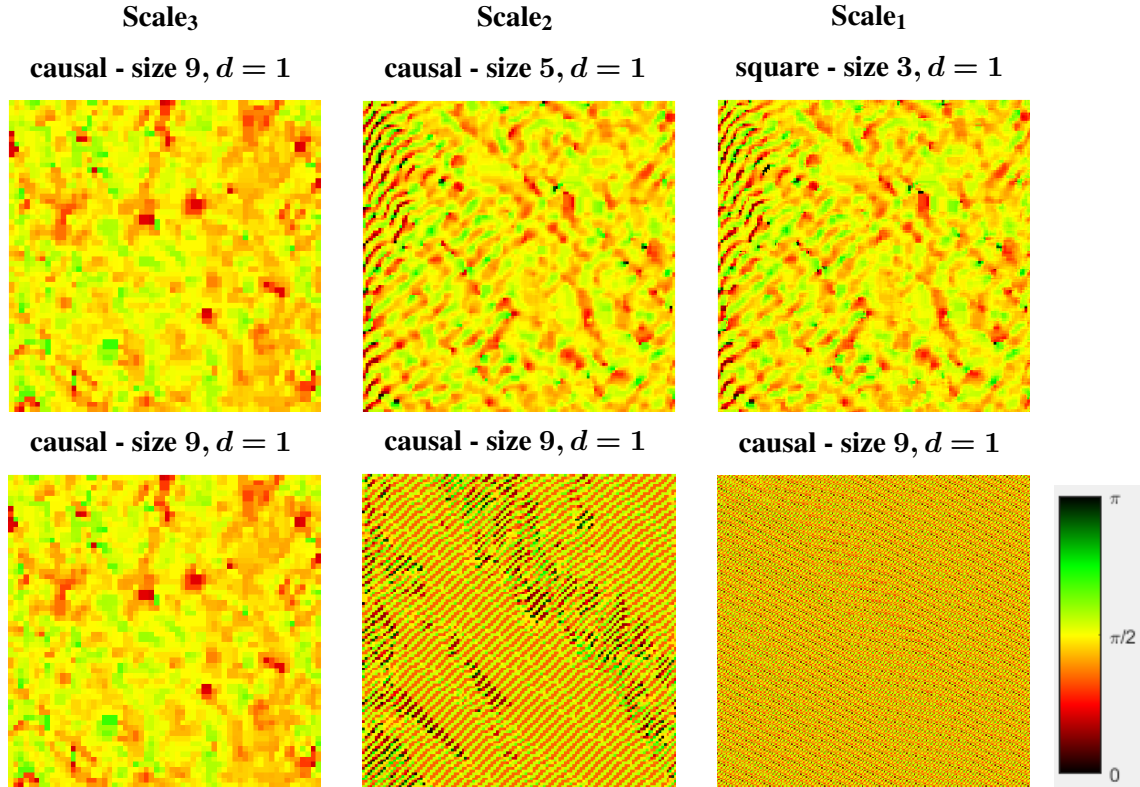 Scale₃ Scale₂ Scale₁
causal - size 9, d = 1 causal - size 5, d = 1 square - size 3, d = 1
causal - size 9, d = 1 causal - size 9, d = 1 causal - size 9, d = 1
π
π/2
0